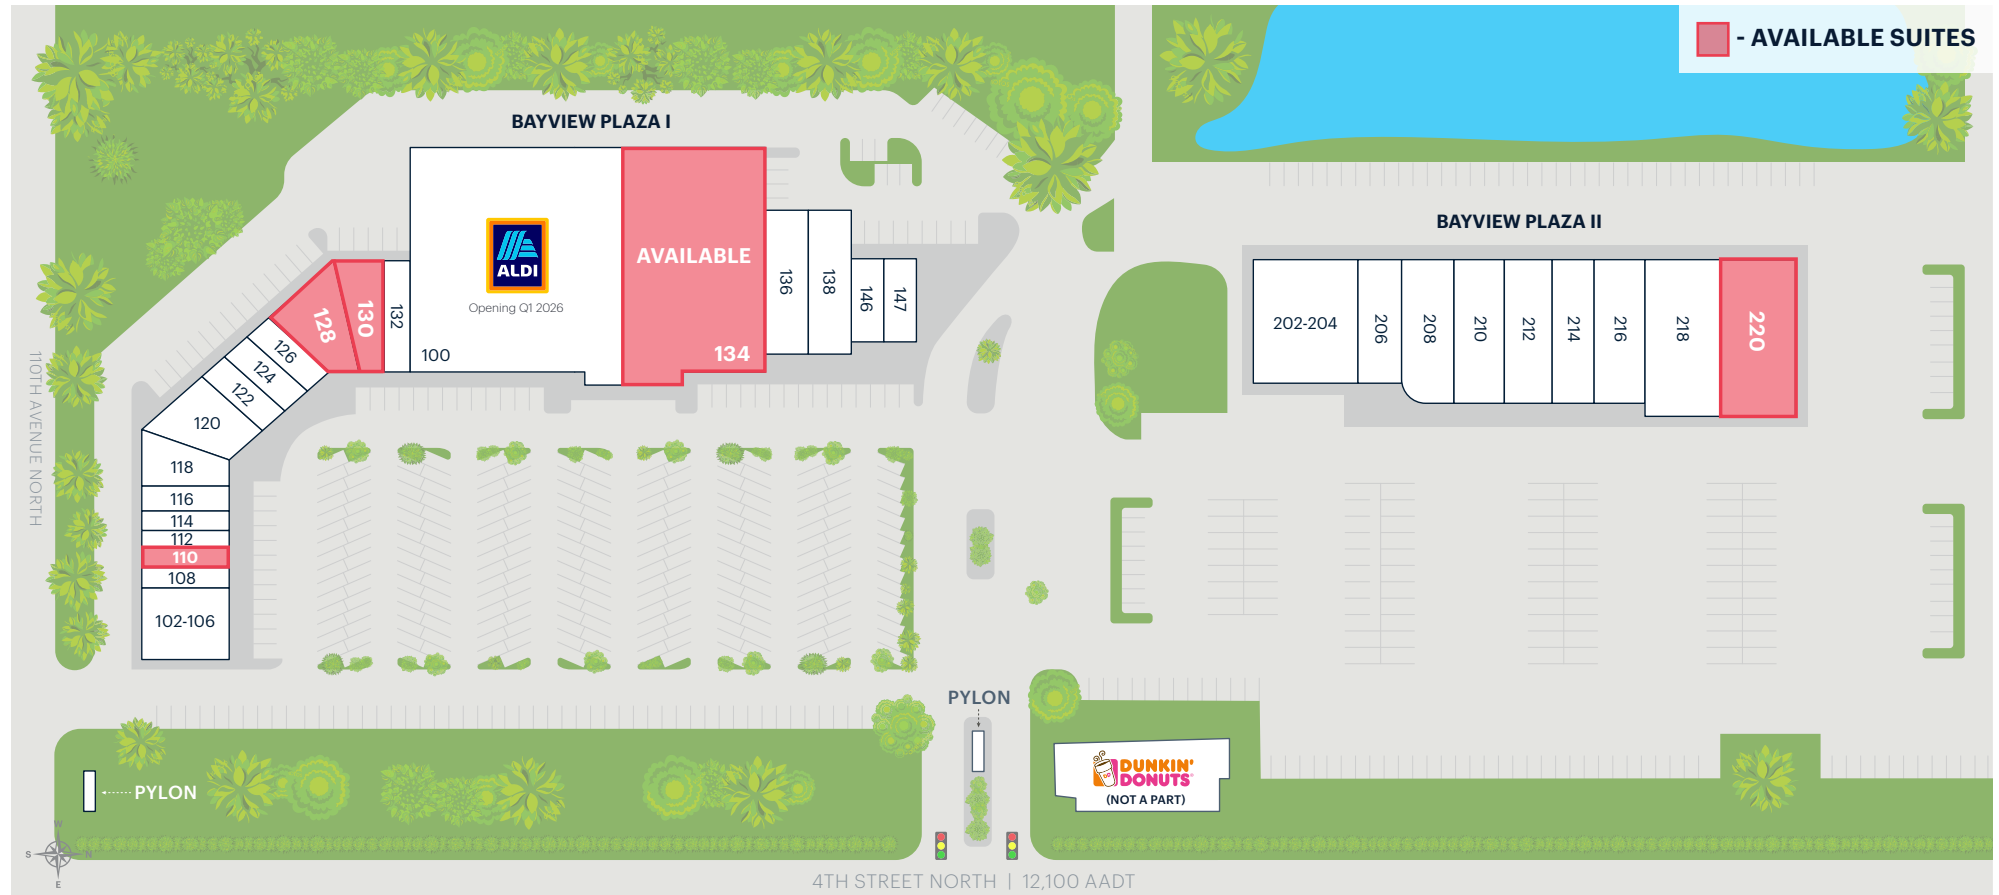 - AVAILABLE SUITES
BAYVIEW PLAZA I
BAYVIEW PLAZA II
ALDI
Opening Q1 2026
100
AVAILABLE
134
136
138
146
147
132
130
128
126
124
122
120
118
116
114
112
110
108
102-106
202-204
206
208
210
212
214
216
218
220
110TH AVENUE NORTH
PYLON
PYLON
DUNKIN'
DONUTS
(NOT A PART)
W
S
N
E
4TH STREET NORTH | 12,100 AADT